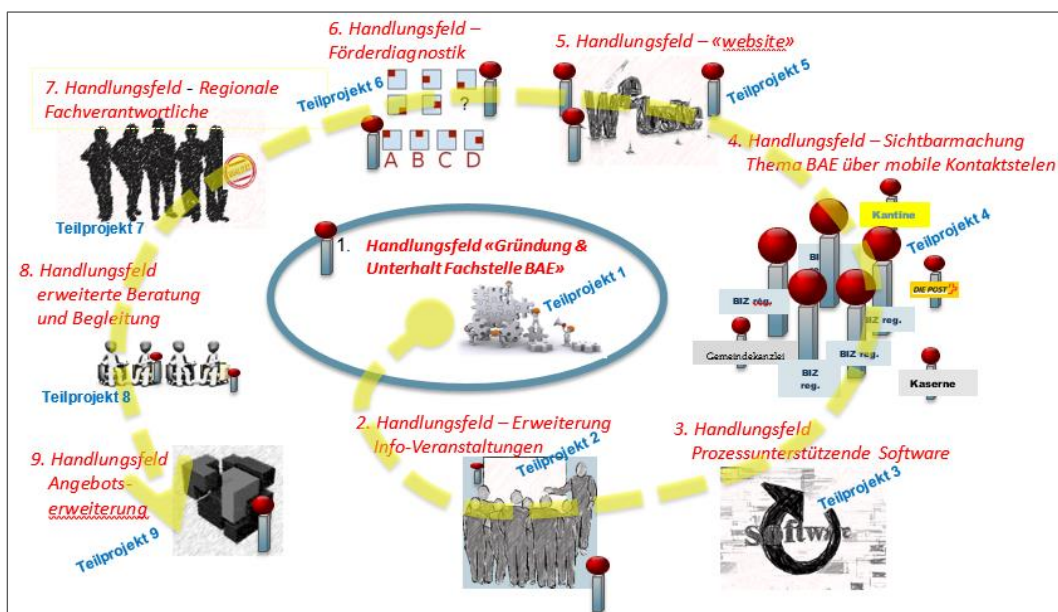 6. Handlungsfeld –
Förderdiagnostik
Teilprojekt 6
?
A B C D
5. Handlungsfeld – «website»
Teilprojekt 5
7. Handlungsfeld - Regionale
Fachverantwortliche
Teilprojekt 7
4. Handlungsfeld – Sichtbarmachung
Thema BAE über mobile Kontaktstelen
Kantine
Teilprojekt 4
DIE POST
BIZ reg.
BIZ reg.
BIZ reg.
BIZ
reg.
Gemeindekanzlei
Kaserne
1. Handlungsfeld «Gründung &
Unterhalt Fachstelle BAE»
Teilprojekt 1
8. Handlungsfeld
erweiterte Beratung
und Begleitung
Teilprojekt 8
2. Handlungsfeld – Erweiterung
Info-Veranstaltungen
Teilprojekt 2
3. Handlungsfeld
Prozessunterstützende Software
Teilprojekt 3
Software
9. Handlungsfeld
Angebots-
erweiterung
Teilprojekt 9